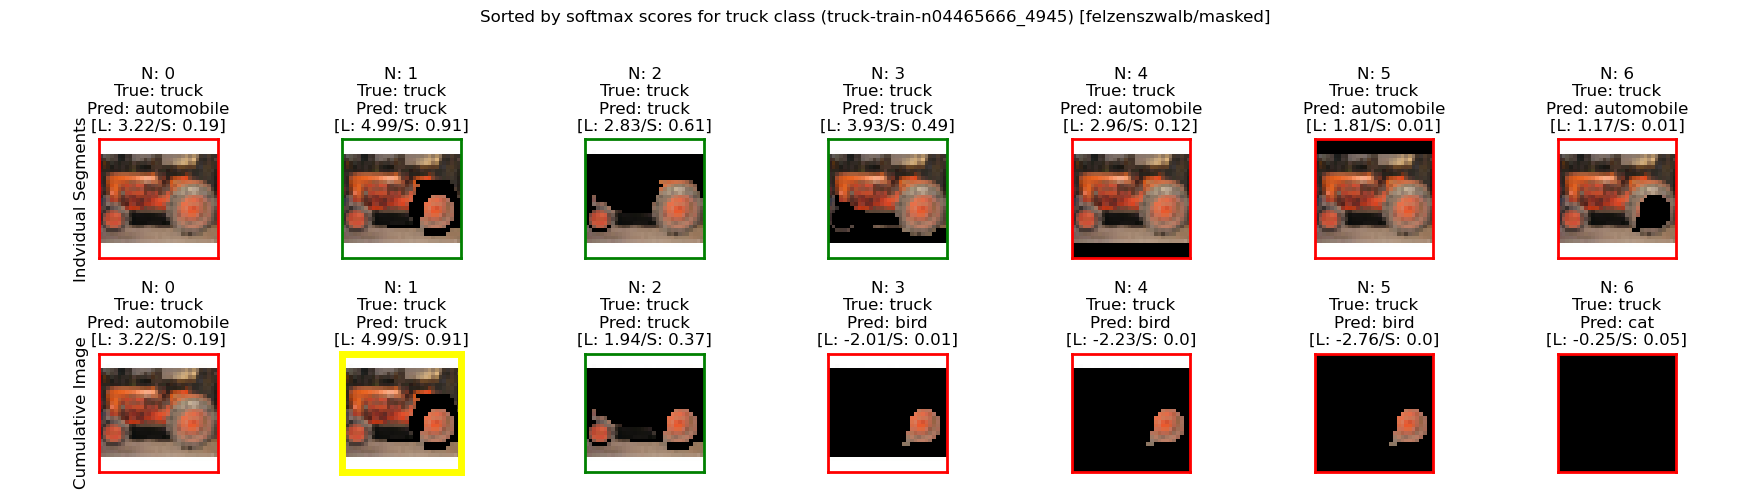 Sorted by softmax scores for truck class (truck-train-n04465666_4945) [felzenszwalb/masked]
Indvidual Segments
N: 0
True: truck
Pred: automobile
[L: 3.22/S: 0.19]
N: 1
True: truck
Pred: truck
[L: 4.99/S: 0.91]
N: 2
True: truck
Pred: truck
[L: 2.83/S: 0.61]
N: 3
True: truck
Pred: truck
[L: 3.93/S: 0.49]
N: 4
True: truck
Pred: automobile
[L: 2.96/S: 0.12]
N: 5
True: truck
Pred: automobile
[L: 1.81/S: 0.01]
N: 6
True: truck
Pred: automobile
[L: 1.17/S: 0.01]
Cumulative Image
N: 0
True: truck
Pred: automobile
[L: 3.22/S: 0.19]
N: 1
True: truck
Pred: truck
[L: 4.99/S: 0.91]
N: 2
True: truck
Pred: truck
[L: 1.94/S: 0.37]
N: 3
True: truck
Pred: bird
[L: -2.01/S: 0.01]
N: 4
True: truck
Pred: bird
[L: -2.23/S: 0.0]
N: 5
True: truck
Pred: bird
[L: -2.76/S: 0.0]
N: 6
True: truck
Pred: cat
[L: -0.25/S: 0.05]